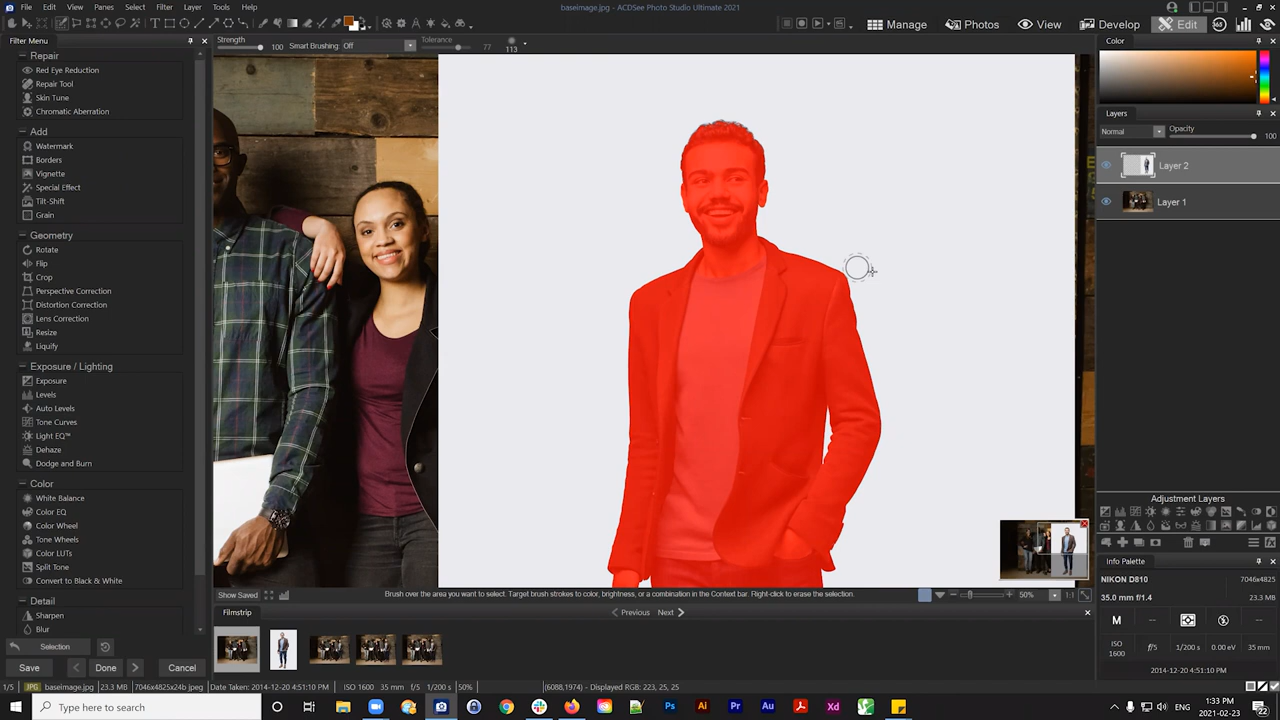 baseimage.jpg - ACDSee Photo Studio Ultimate 2021
File Edit View Panes Select Filter Layer Tools Help
Manage Photos View Develop Edit 365
Filter Menu
Strength 100 Smart Brushing: Off Tolerance 77 113
Repair
Red Eye Reduction
Repair Tool
Skin Tune
Chromatic Aberration
Add
Watermark
Borders
Vignette
Special Effect
Tilt-Shift
Grain
Geometry
Rotate
Flip
Crop
Perspective Correction
Distortion Correction
Lens Correction
Resize
Liquify
Exposure / Lighting
Exposure
Levels
Auto Levels
Tone Curves
Light EQ™
Dehaze
Dodge and Burn
Color
White Balance
Color EQ
Color Wheel
Tone Wheels
Color LUTs
Split Tone
Convert to Black & White
Detail
Sharpen
Blur
Selection
Save Done Cancel
Color
Layers
Normal Opacity 100
Layer 2
Layer 1
Adjustment Layers
Info Palette
NIKON D810 7046x4825
35.0 mm f/1.4 23.3 MB
M -- --
ISO 1600 f/5 1/200 s 0.00 eV 35 mm
2014-12-20 4:51:10 PM
Show Saved Brush over the area you want to select. Target brush strokes to color, brightness, or a combination in the Context bar. Right-click to erase the selection. 50% 1:1
Filmstrip Previous Next
1/5 JPG baseimage.jpg 23.3 MB 7046x4825x24b jpeg Date Taken: 2014-12-20 4:51:10 PM ISO 1600 35 mm f/5 1/200 s 50% (6088,1974) - Displayed RGB: 223, 25, 25
Type here to search Ps Ai Pr Au Xd ENG 1:33 PM
2021-02-23